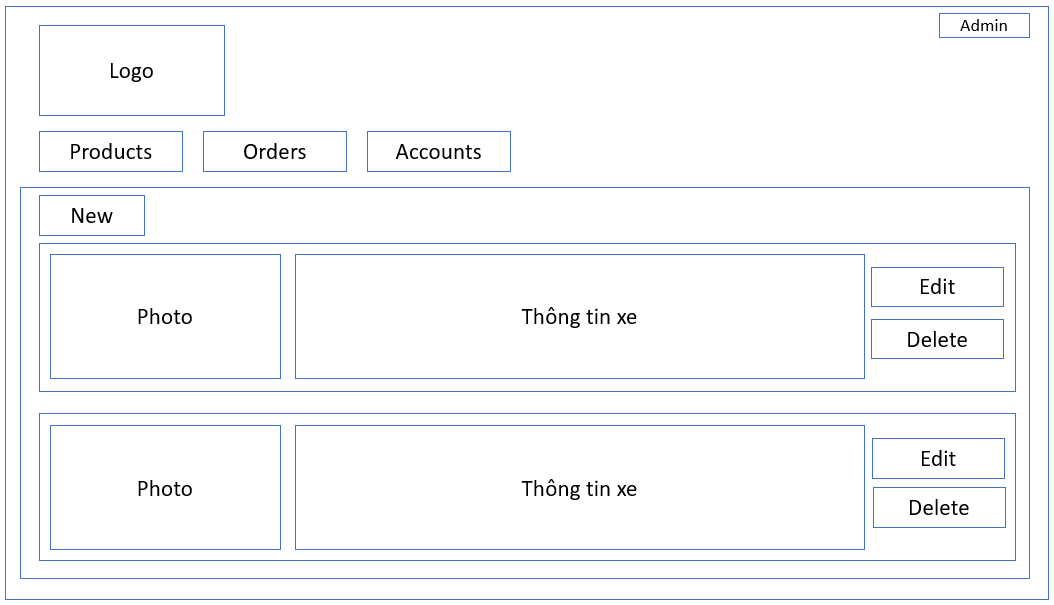 Admin
Logo
Products
Orders
Accounts
New
Photo
Thông tin xe
Edit
Delete
Photo
Thông tin xe
Edit
Delete